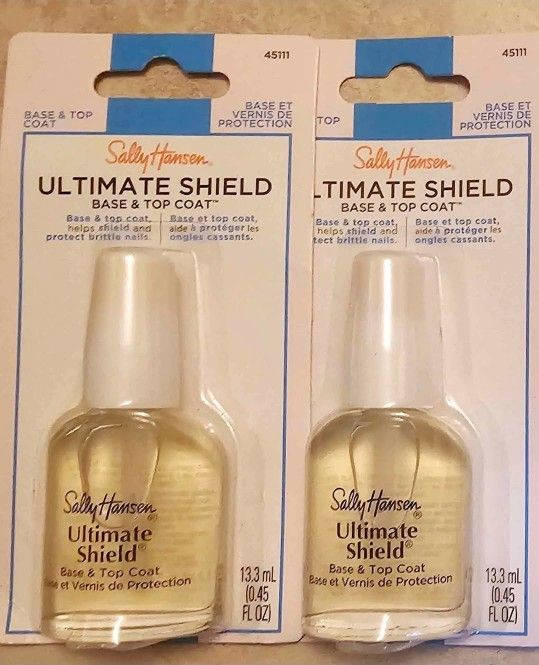 45111
BASE & TOP
COAT
BASE ET
VERNIS DE
PROTECTION
Sally Hansen®
ULTIMATE SHIELD
BASE & TOP COAT™
Base & top coat,
helps shield and
protect brittle nails.
Base et top coat,
aide à protéger les
ongles cassants.
Sally Hansen®
Ultimate
Shield®
Base & Top Coat
Base et Vernis de Protection
13.3 mL
(0.45
FL OZ)
45111
TOP
BASE ET
VERNIS DE
PROTECTION
Sally Hansen®
LTIMATE SHIELD
BASE & TOP COAT™
Base & top coat,
helps shield and
tect brittle nails.
Base et top coat,
aide à protéger les
ongles cassants.
Sally Hansen®
Ultimate
Shield®
Base & Top Coat
Base et Vernis de Protection
13.3 mL
(0.45
FL OZ)